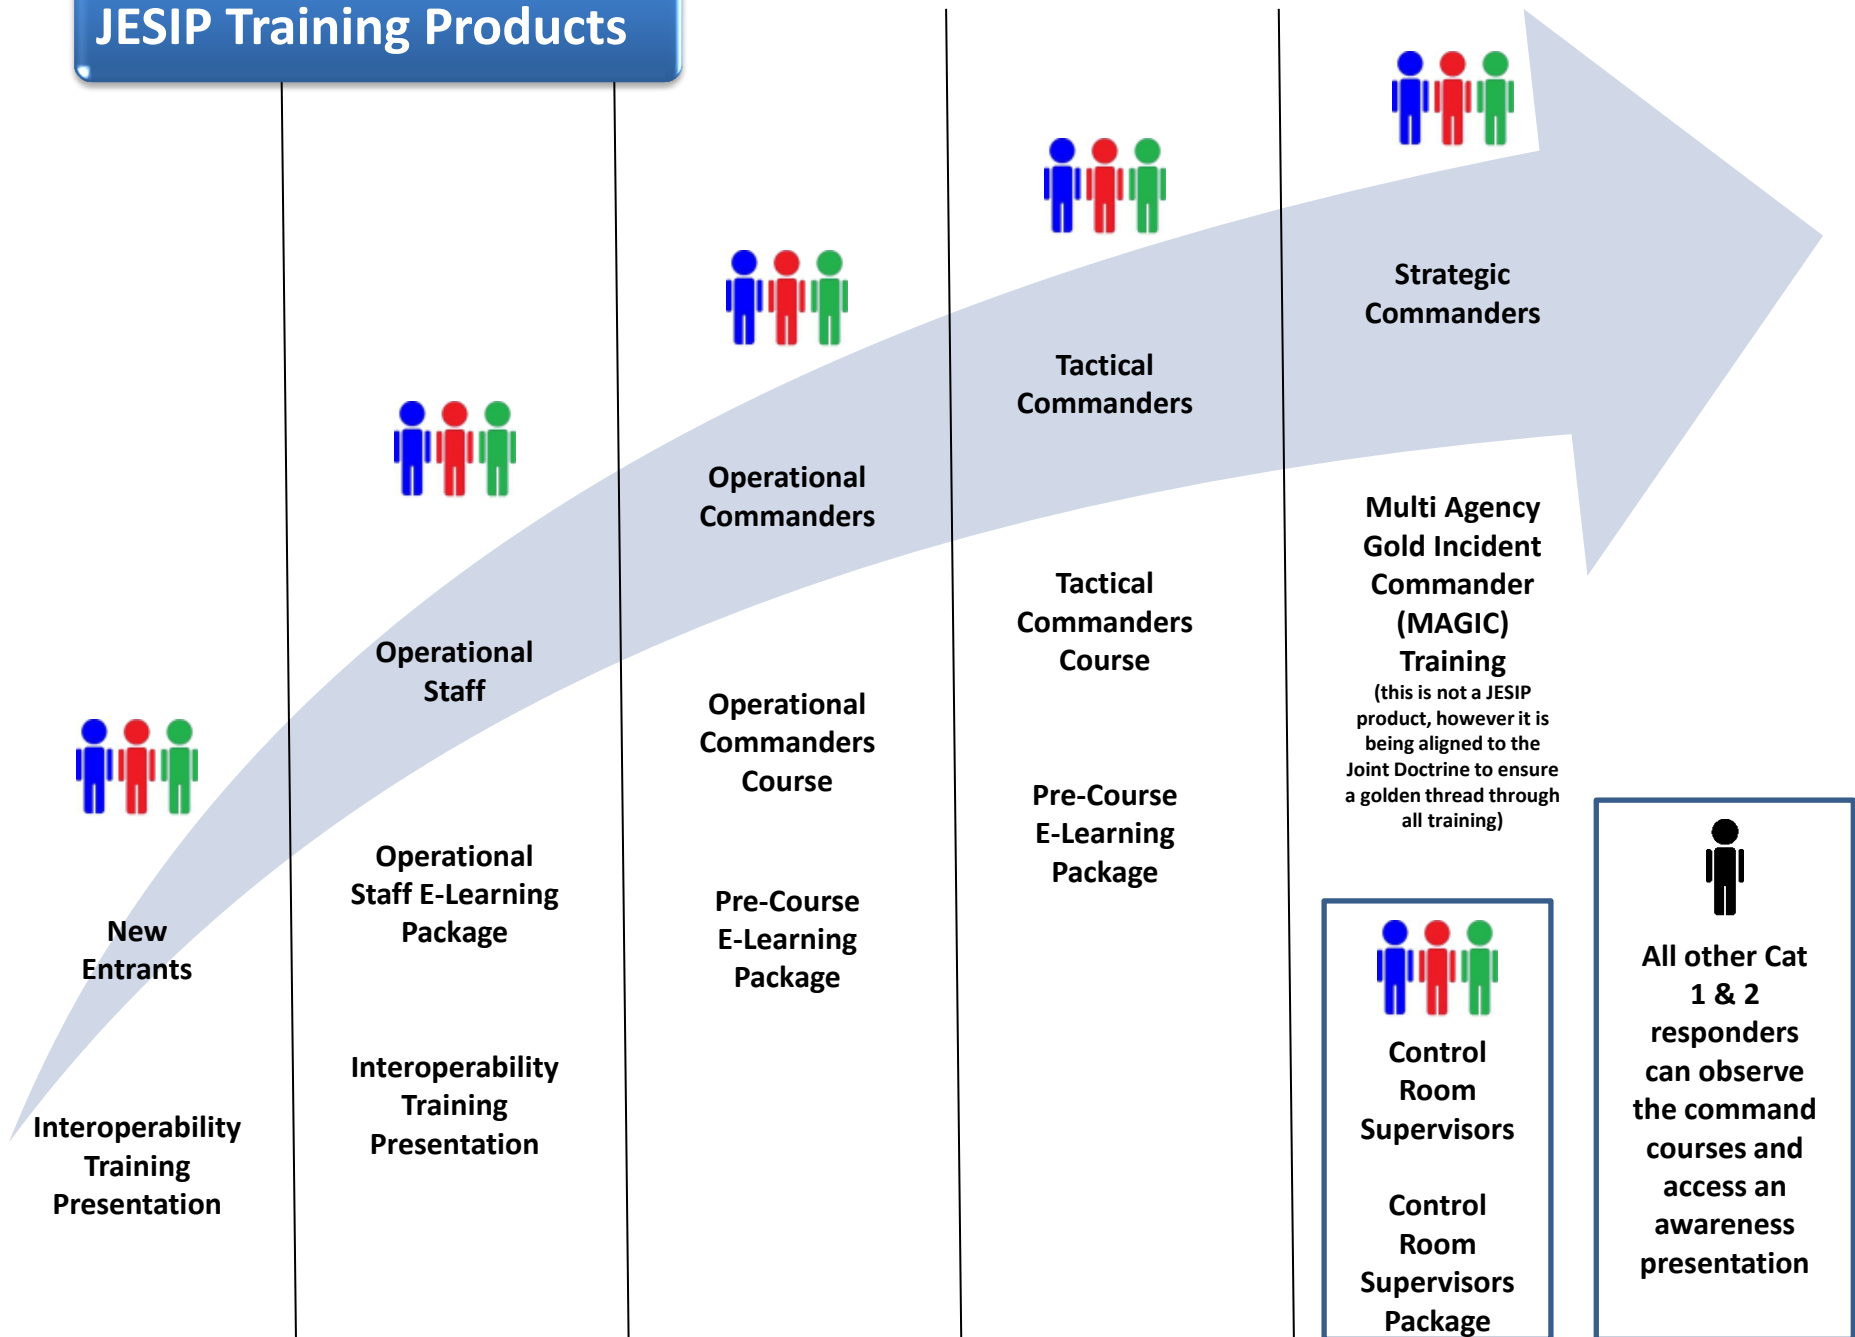 JESIP Training Products
New
Entrants
Interoperability
Training
Presentation
Operational
Staff
Operational
Staff E-Learning
Package
Interoperability
Training
Presentation
Operational
Commanders
Operational
Commanders
Course
Pre-Course
E-Learning
Package
Tactical
Commanders
Tactical
Commanders
Course
Pre-Course
E-Learning
Package
Strategic
Commanders
Multi Agency
Gold Incident
Commander
(MAGIC)
Training
(this is not a JESIP
product, however it is
being aligned to the
Joint Doctrine to ensure
a golden thread through
all training)
Control
Room
Supervisors
Control
Room
Supervisors
Package
All other Cat
1 & 2
responders
can observe
the command
courses and
access an
awareness
presentation